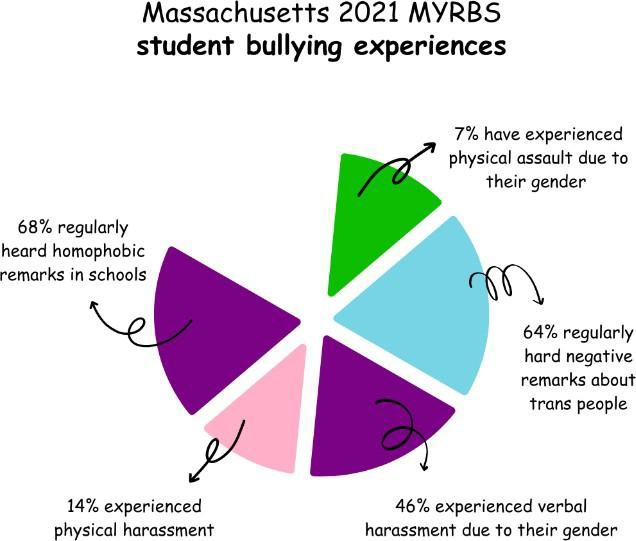 Massachusetts 2021 MYRBS
student bullying experiences
7% have experienced
physical assault due to
their gender
68% regularly
heard homophobic
remarks in schools
64% regularly
hard negative
remarks about
trans people
14% experienced
physical harassment
46% experienced verbal
harassment due to their gender